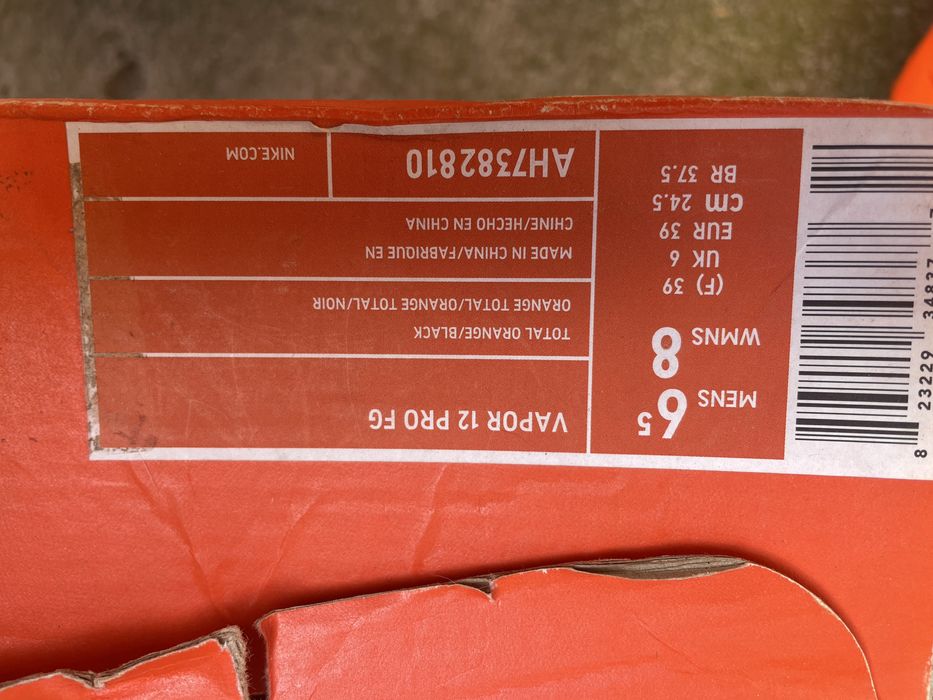 VAPOR 12 PRO FG
TOTAL ORANGE/BLACK
ORANGE TOTAL/ORANGE TOTAL/NOIR
MADE IN CHINA/FABRIQUE EN
CHINE/HECHO EN CHINA
AH7382810
NIKE.COM
MENS 6.5
WMNS 8
(F) 39
UK 6
EUR 39
CM 24.5
BR 37.5
8 23229 34837 7